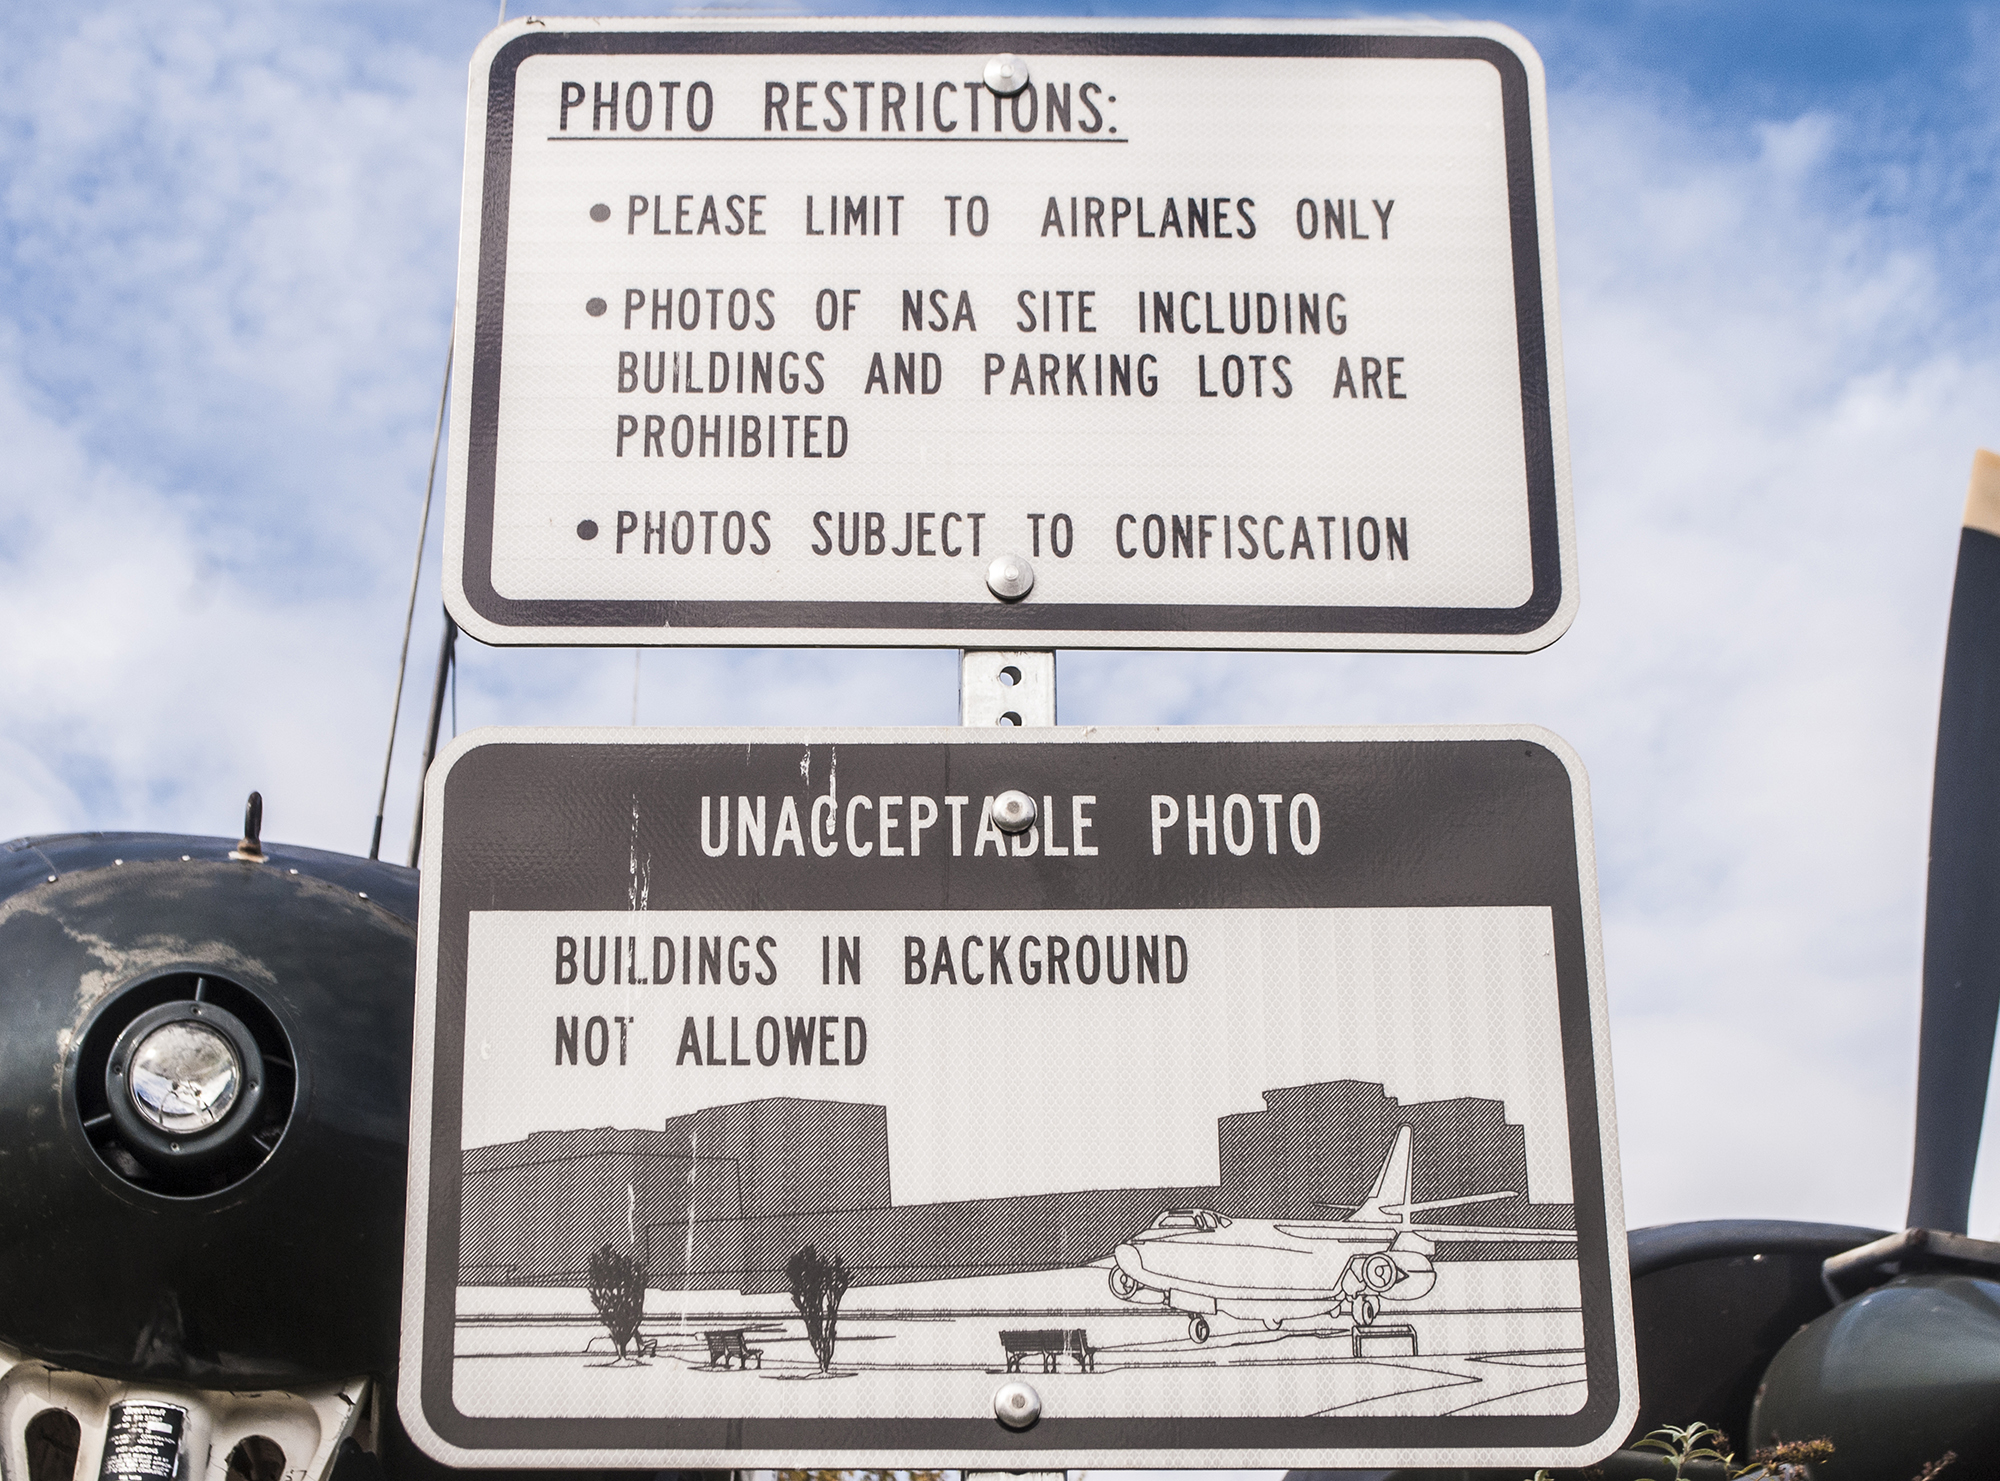 PHOTO RESTRICTIONS:
• PLEASE LIMIT TO AIRPLANES ONLY
• PHOTOS OF NSA SITE INCLUDING
BUILDINGS AND PARKING LOTS ARE
PROHIBITED
• PHOTOS SUBJECT TO CONFISCATION
UNACCEPTABLE PHOTO
BUILDINGS IN BACKGROUND
NOT ALLOWED
Beechcraft